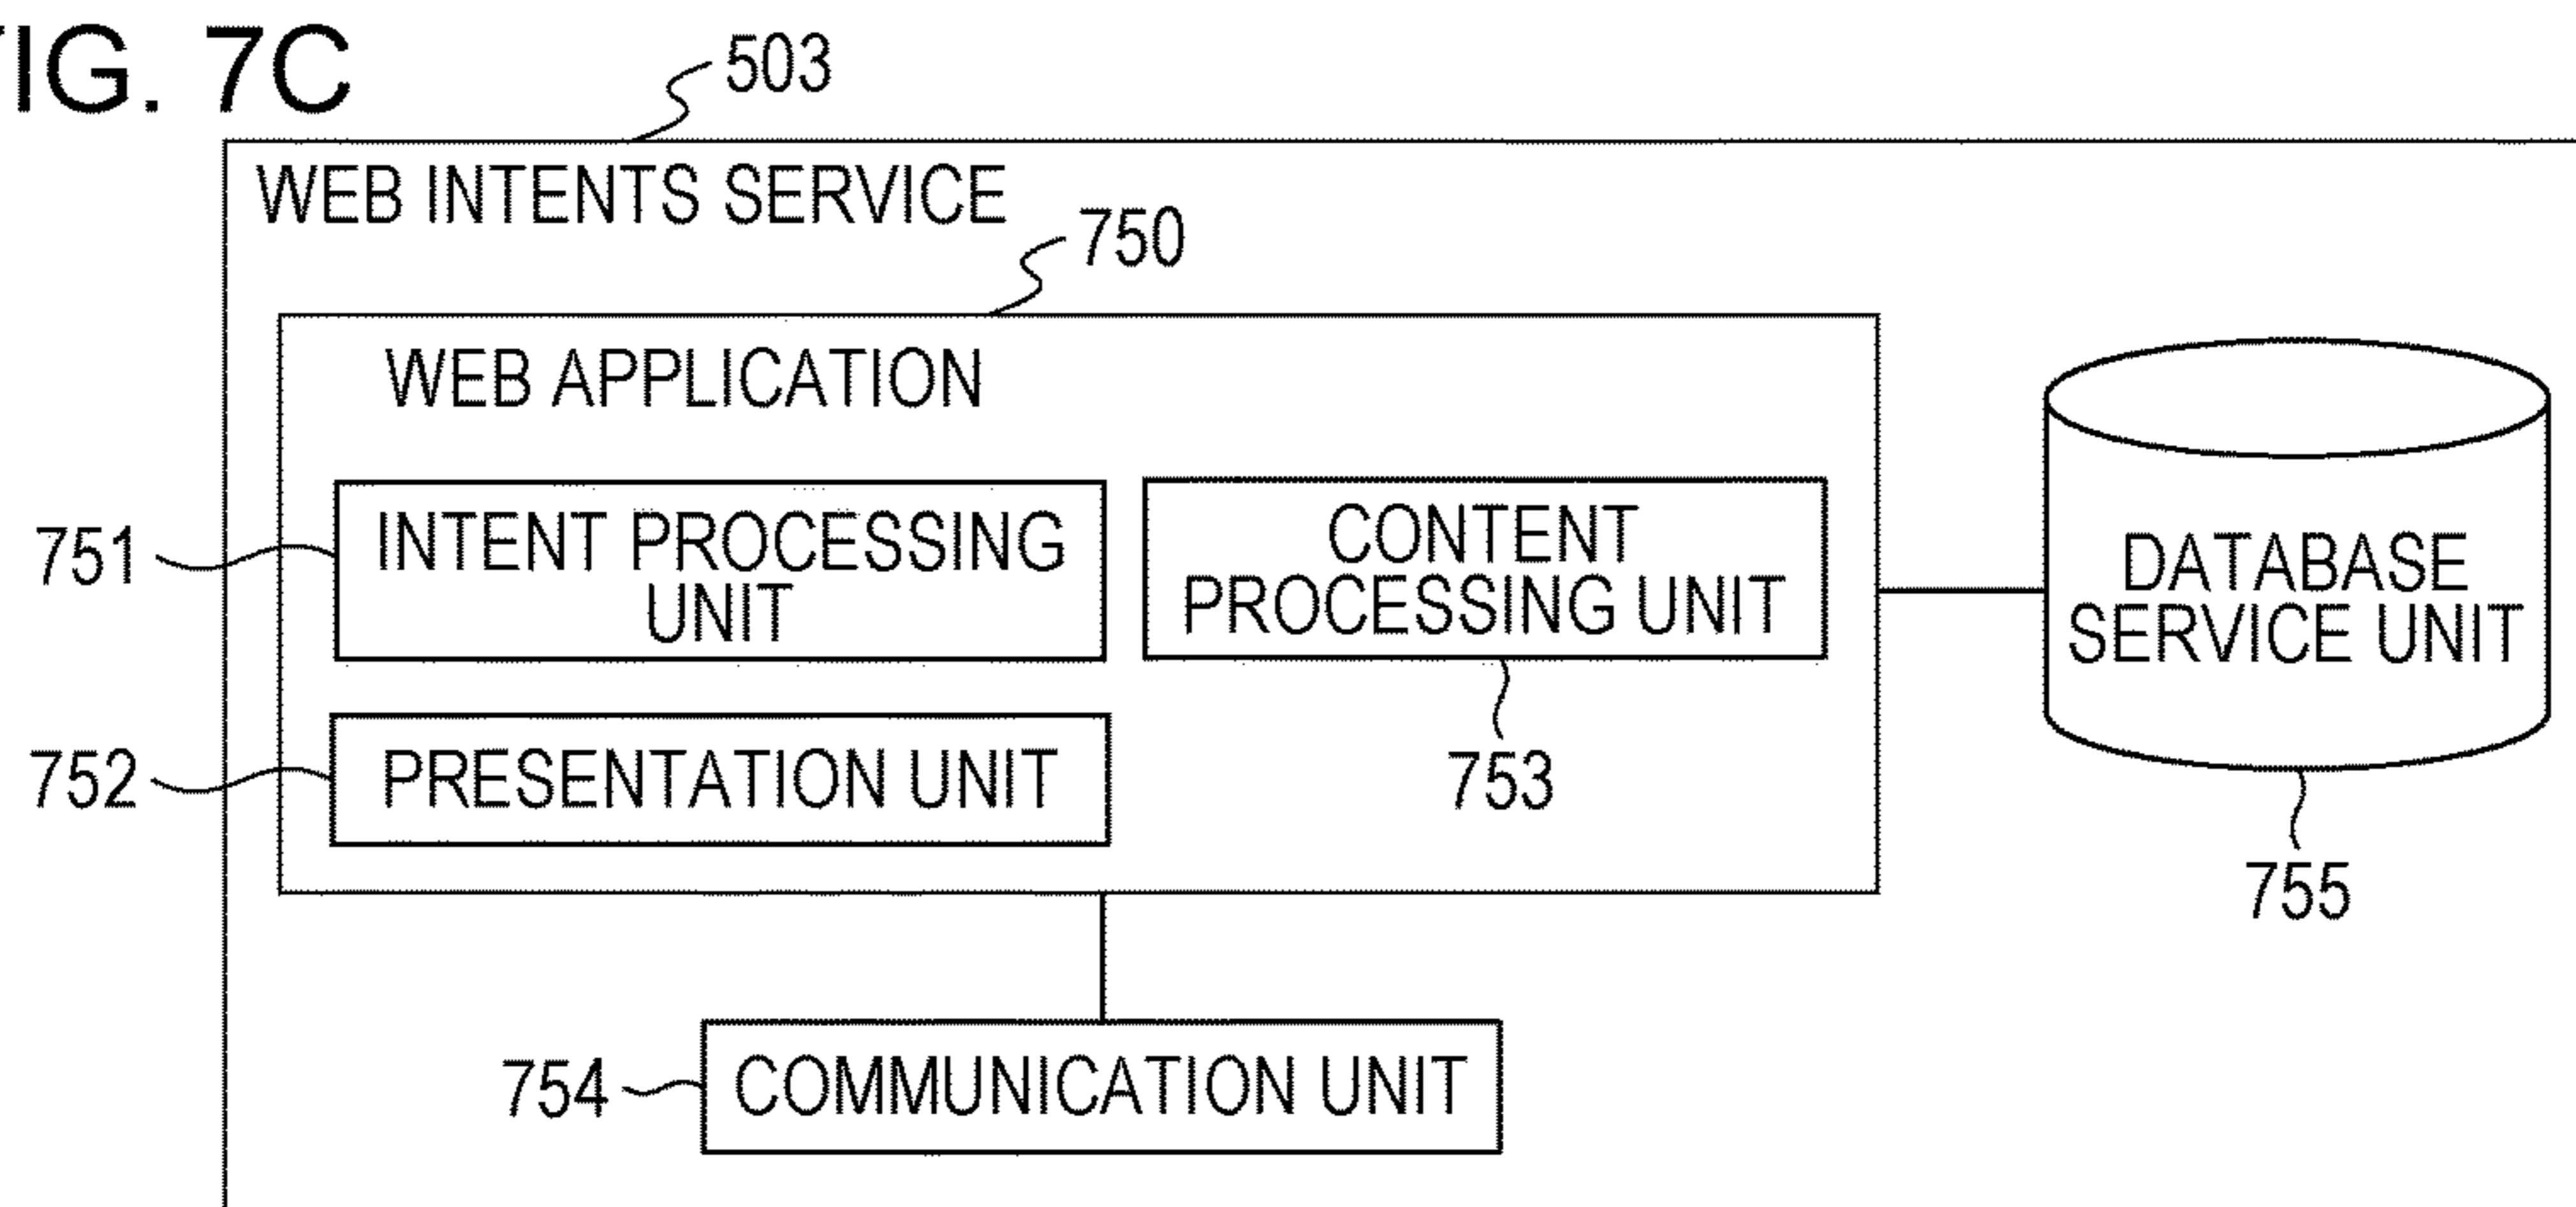 IG. 7C
503
WEB INTENTS SERVICE
750
WEB APPLICATION
751
INTENT PROCESSING
UNIT
CONTENT
PROCESSING UNIT
753
DATABASE
SERVICE UNIT
755
752
PRESENTATION UNIT
754
COMMUNICATION UNIT